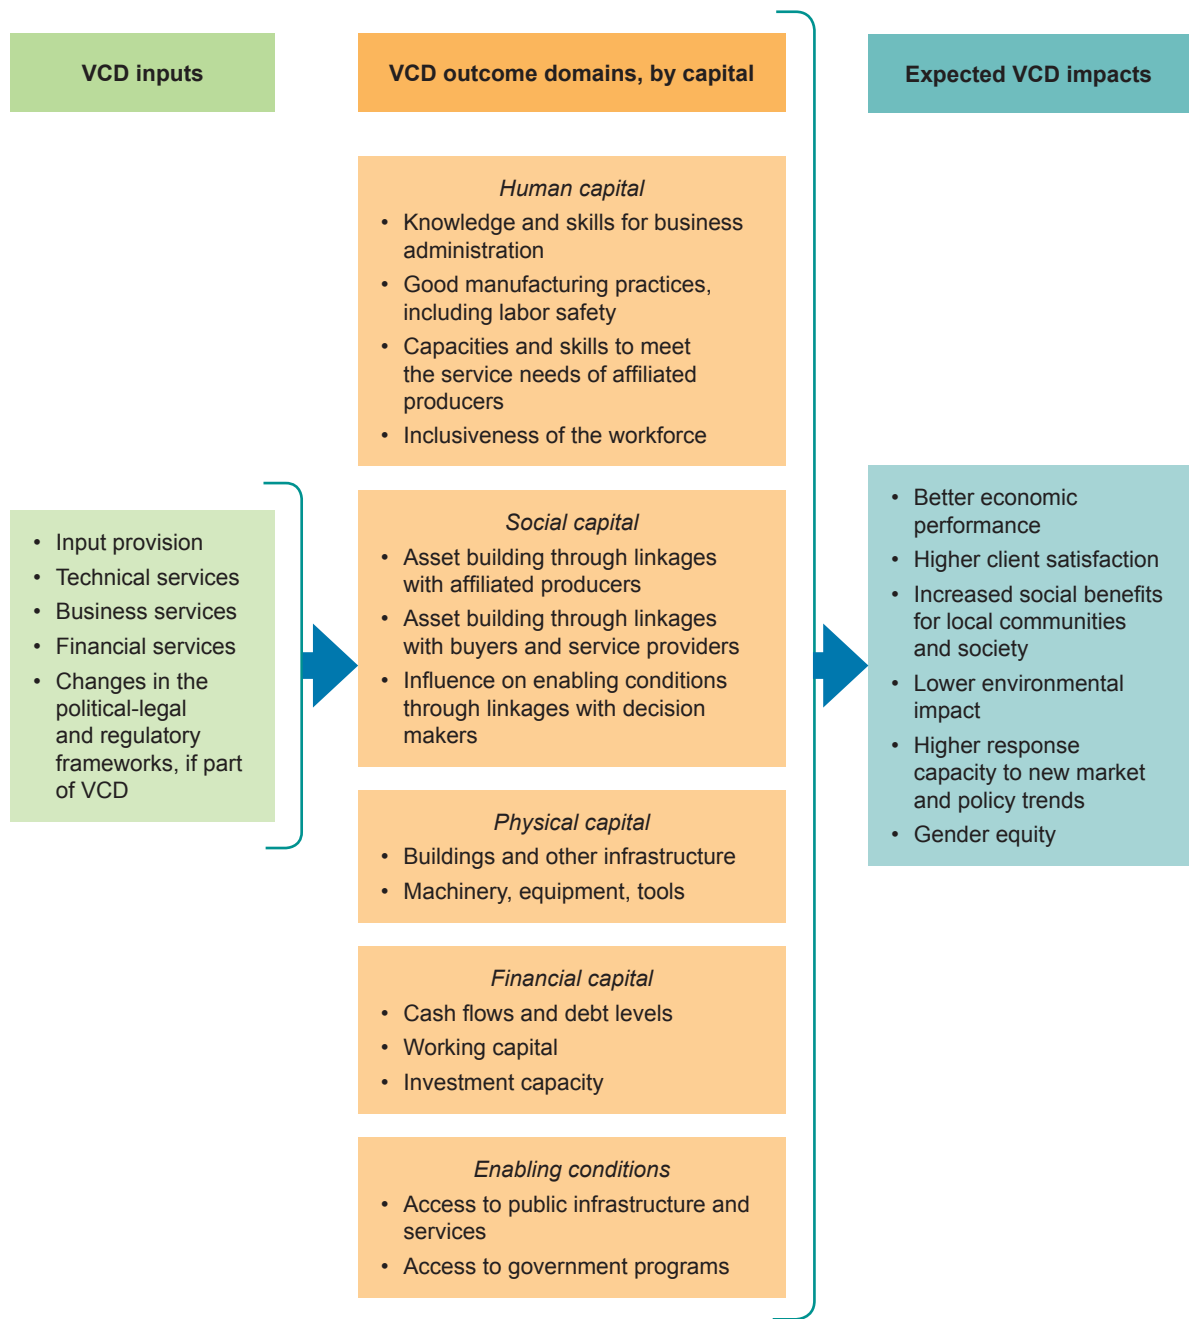 VCD inputs
VCD outcome domains, by capital
Expected VCD impacts
• Input provision
• Technical services
• Business services
• Financial services
• Changes in the
political-legal
and regulatory
frameworks, if part
of VCD
Human capital
• Knowledge and skills for business
administration
• Good manufacturing practices,
including labor safety
• Capacities and skills to meet
the service needs of affiliated
producers
• Inclusiveness of the workforce
Social capital
• Asset building through linkages
with affiliated producers
• Asset building through linkages
with buyers and service providers
• Influence on enabling conditions
through linkages with decision
makers
Physical capital
• Buildings and other infrastructure
• Machinery, equipment, tools
Financial capital
• Cash flows and debt levels
• Working capital
• Investment capacity
Enabling conditions
• Access to public infrastructure and
services
• Access to government programs
• Better economic
performance
• Higher client satisfaction
• Increased social benefits
for local communities
and society
• Lower environmental
impact
• Higher response
capacity to new market
and policy trends
• Gender equity